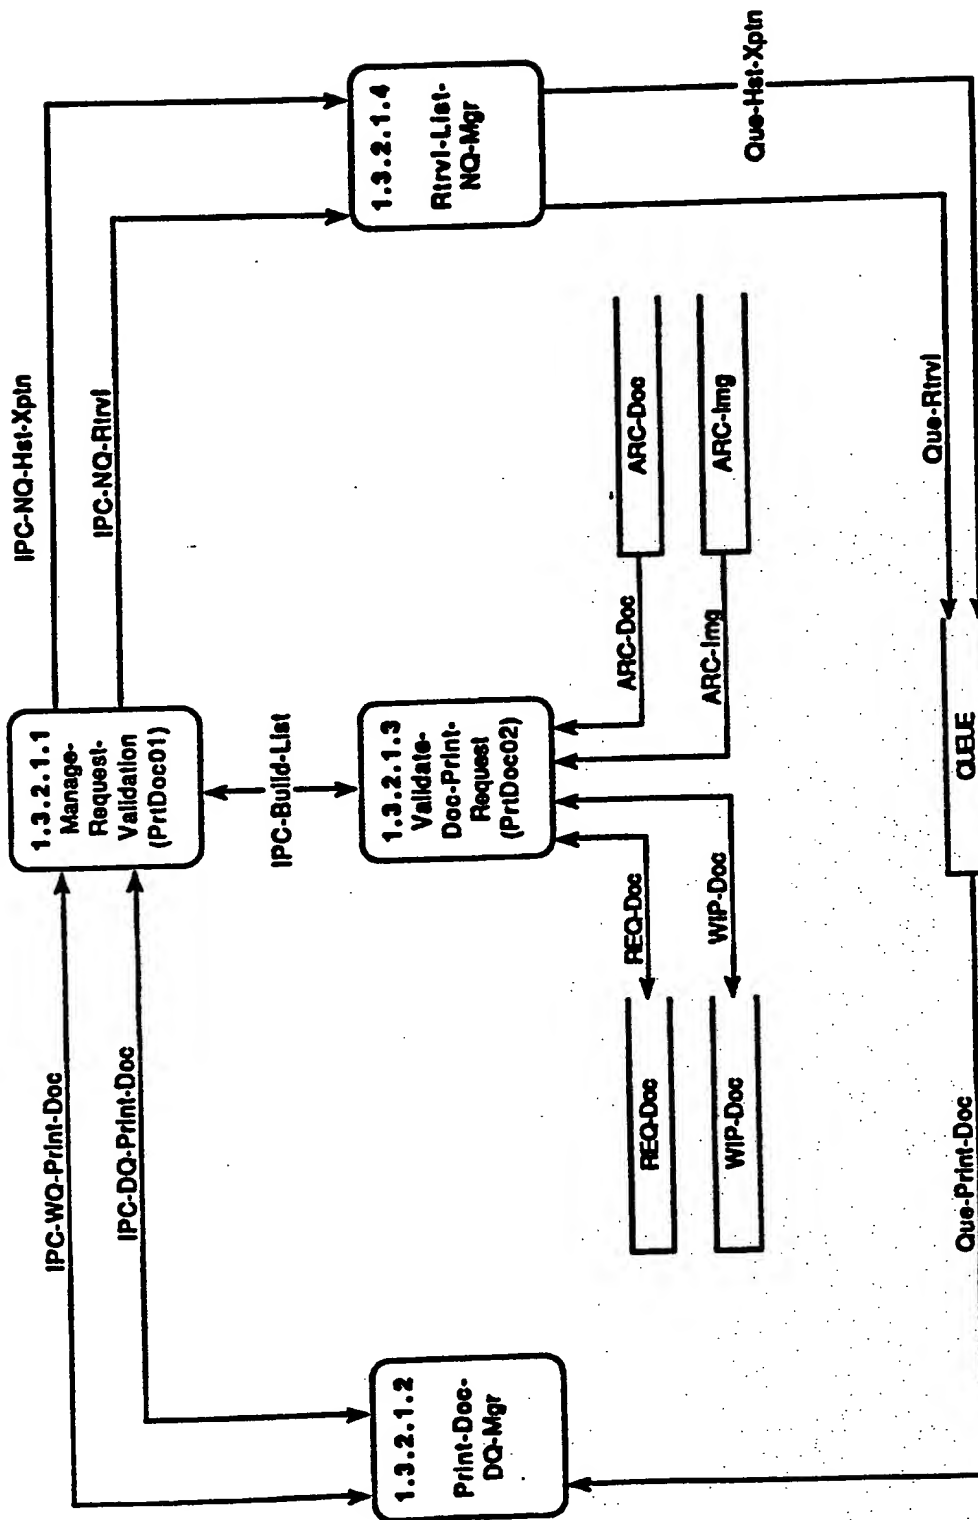 IPC-WQ-Print-Doc
IPC-DQ-Print-Doc
1.3.2.1.1
Manage-
Request-
Validation
(PrtDoc01)
IPC-NQ-Hst-Xptn
IPC-NQ-Rtrvl
IPC-Build-List
1.3.2.1.2
Print-Doc-
DQ-Mgr
1.3.2.1.3
Validate-
Doc-Print-
Request
(PrtDoc02)
1.3.2.1.4
Rtrvl-List-
NQ-Mgr
REQ-Doc
REQ-Doc
ARC-Doc
ARC-Doc
WIP-Doc
WIP-Doc
ARC-Img
ARC-Img
Que-Hst-Xptn
Que-Rtrvl
Que-Print-Doc
QUEUE